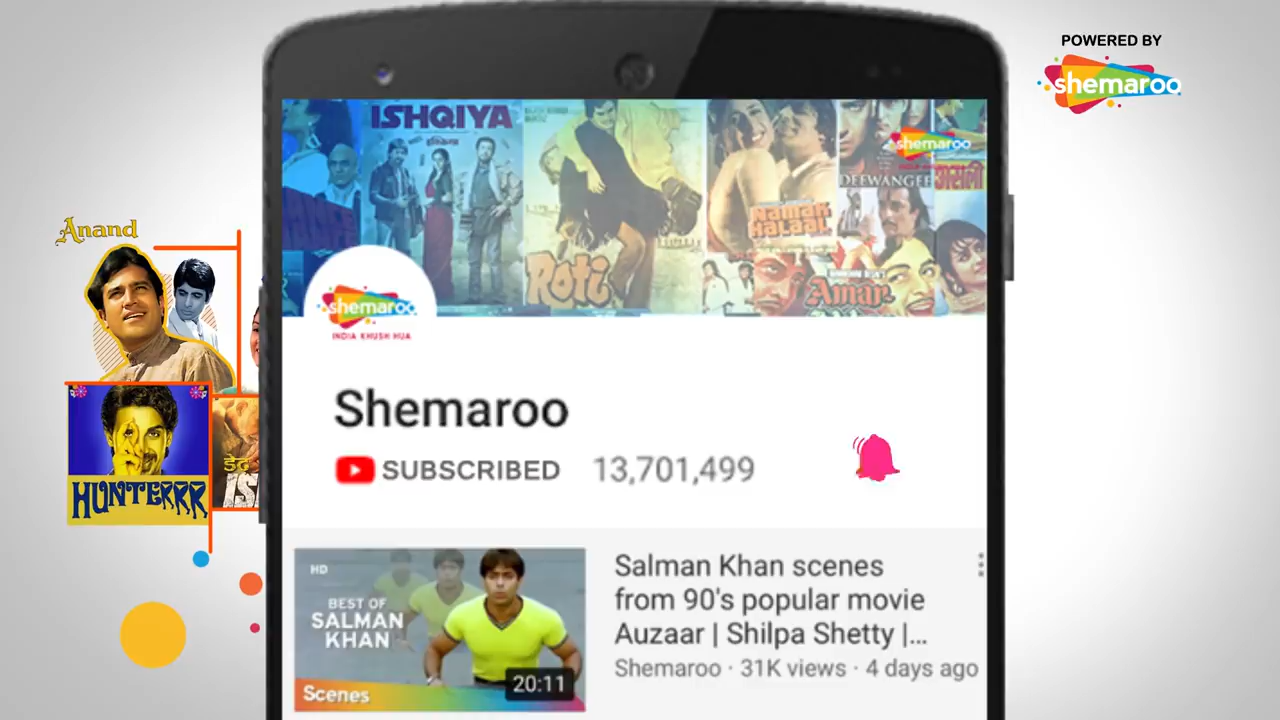 POWERED BY
shemaroo
ISHQIYA
इश्क़िया
shemaroo
DEEWANGEE
असली
NAMAK
HALAAL
Roti
Amar
shemaroo
INDIA KHUSH HUA
Anand
Shemaroo
SUBSCRIBED 13,701,499
HUNTERRR
डेढ़
HD
BEST OF
SALMAN
KHAN
20:11
Scenes
Salman Khan scenes
from 90's popular movie
Auzaar | Shilpa Shetty |...
Shemaroo · 31K views · 4 days ago